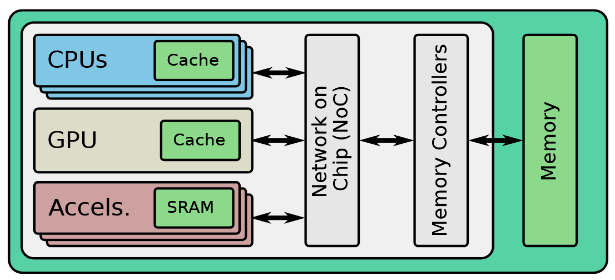 CPUs
Cache
GPU
Cache
Accels.
SRAM
Network on
Chip (NoC)
Memory Controllers
Memory